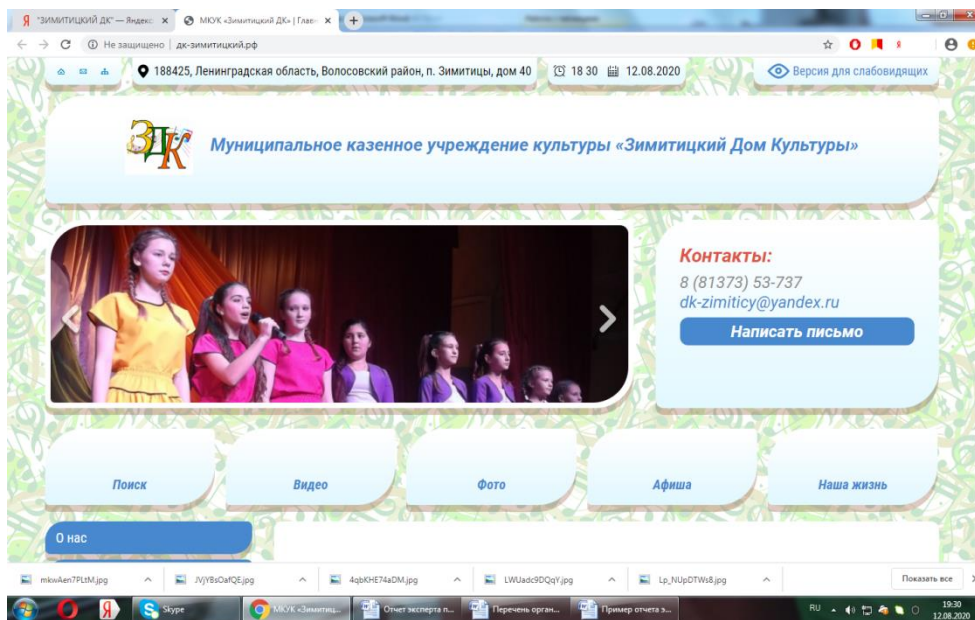 "ЗИМИТИЦКИЙ ДК" — Яндекс
МКУК «Зимитицкий ДК» | Глав
Не защищено | дк-зимитицкий.рф
188425, Ленинградская область, Волосовский район, п. Зимитицы, дом 40
18 30 12.08.2020
Версия для слабовидящих
ЗДК
Муниципальное казенное учреждение культуры «Зимитицкий Дом Культуры»
Контакты:
8 (81373) 53-737
dk-zimiticy@yandex.ru
Написать письмо
Поиск Видео Фото Афиша Наша жизнь
О нас
mkwAen7PLtM.jpg JVjYBsOafQE.jpg 4qbKHE74aDM.jpg LWUadc9DQqY.jpg Lp_NUpDTWs8.jpg Показать все
Skype МКУК «Зимитиц... Отчет эксперта п... Перечень орган... Пример отчета э... RU 19:30
12.08.2020